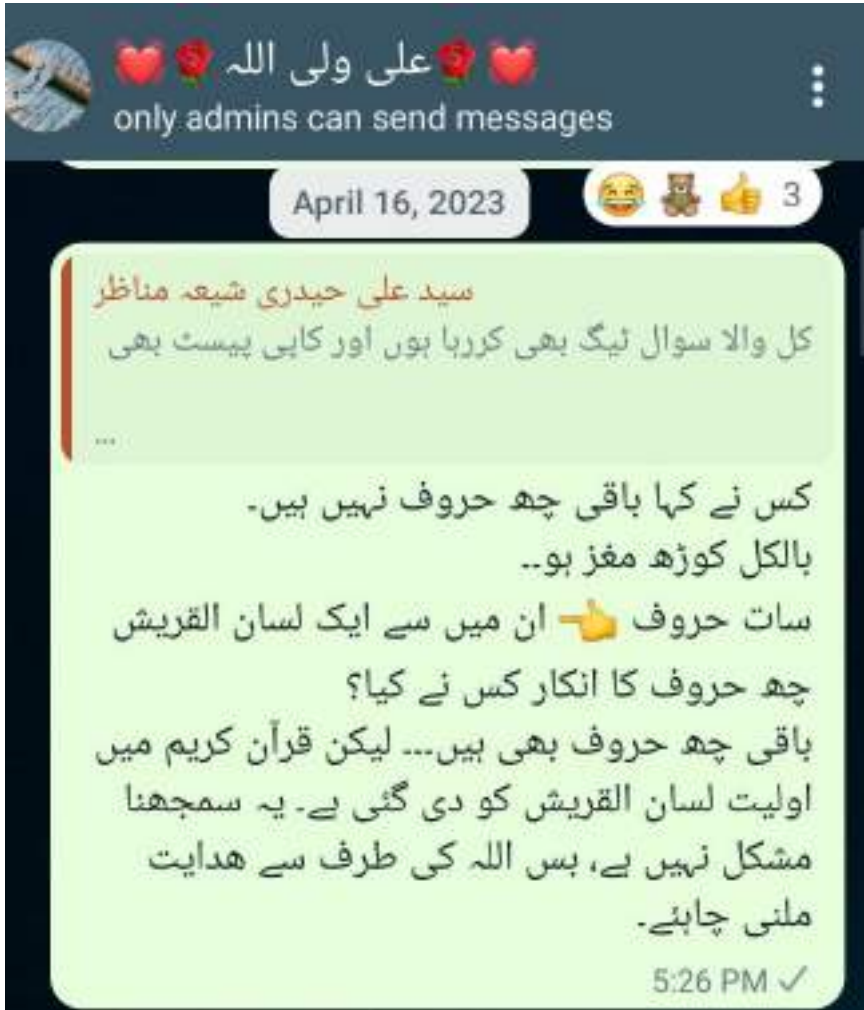 💓🌹علی ولی اللہ🌹💓
only admins can send messages
April 16, 2023
😂🧸👍 3
سید علی حیدری شیعہ مناظر
کل والا سوال ٹیگ بھی کررہا ہوں اور کاپی پیسٹ بھی
...
کس نے کہا باقی چھ حروف نہیں ہیں۔
بالکل کوڑھ مغز ہو۔۔
سات حروف 👈 ان میں سے ایک لسان القریش
چھ حروف کا انکار کس نے کیا؟
باقی چھ حروف بھی ہیں۔۔۔ لیکن قرآن کریم میں
اولیت لسان القریش کو دی گئی ہے۔ یہ سمجھنا
مشکل نہیں ہے، بس اللہ کی طرف سے ھدایت
ملنی چاہئے۔
5:26 PM ✓